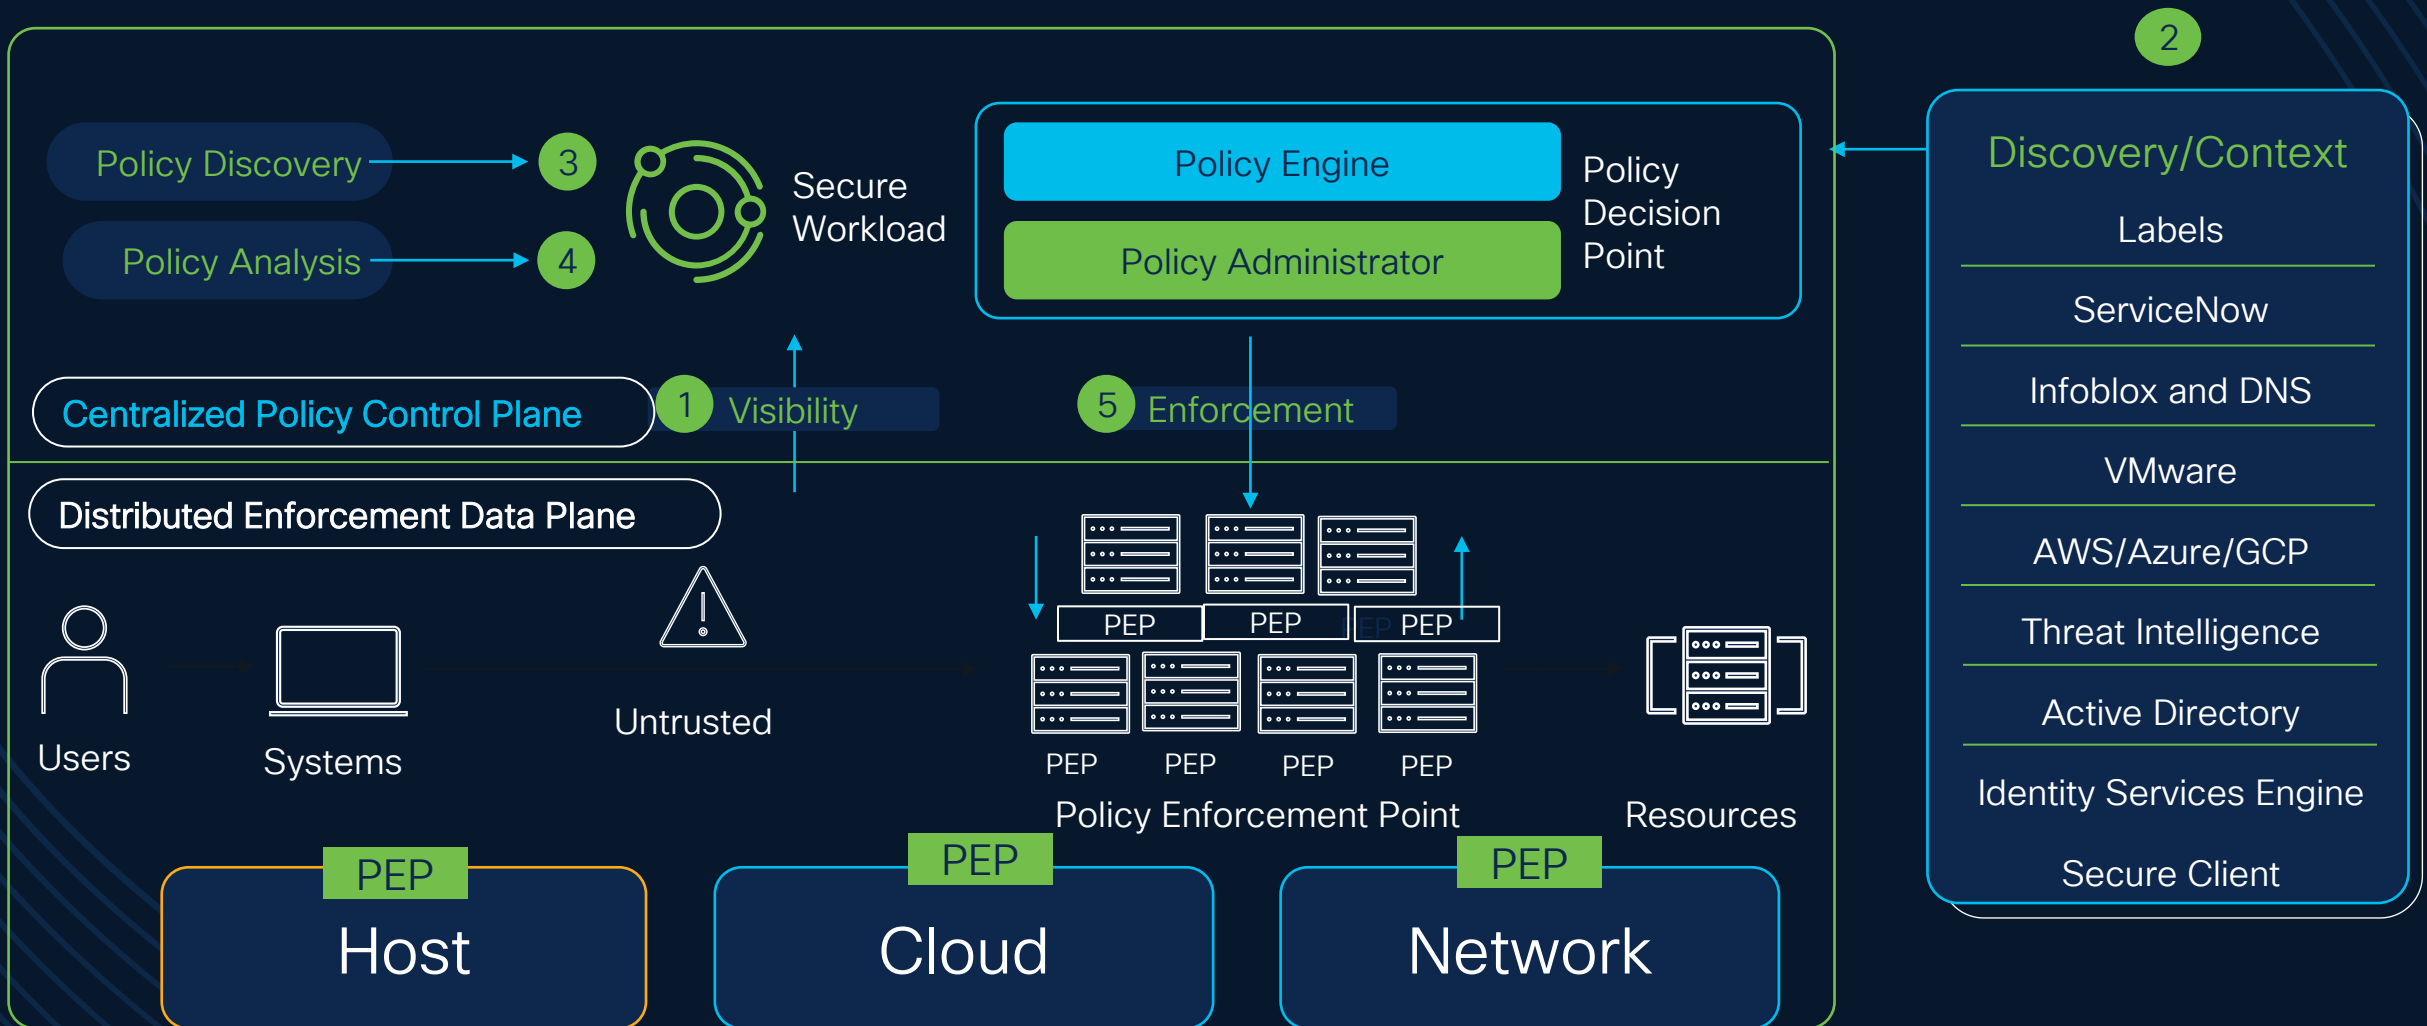 2
Policy Discovery
3
Policy Analysis
4
Secure
Workload
Policy Engine
Policy Administrator
Policy
Decision
Point
Centralized Policy Control Plane
1
Visibility
5
Enforcement
Distributed Enforcement Data Plane
Users
Systems
Untrusted
PEP
PEP
PEP
PEP
PEP
PEP
PEP
PEP
Policy Enforcement Point
Resources
PEP
Host
PEP
Cloud
PEP
Network
Discovery/Context
Labels
ServiceNow
Infoblox and DNS
VMware
AWS/Azure/GCP
Threat Intelligence
Active Directory
Identity Services Engine
Secure Client